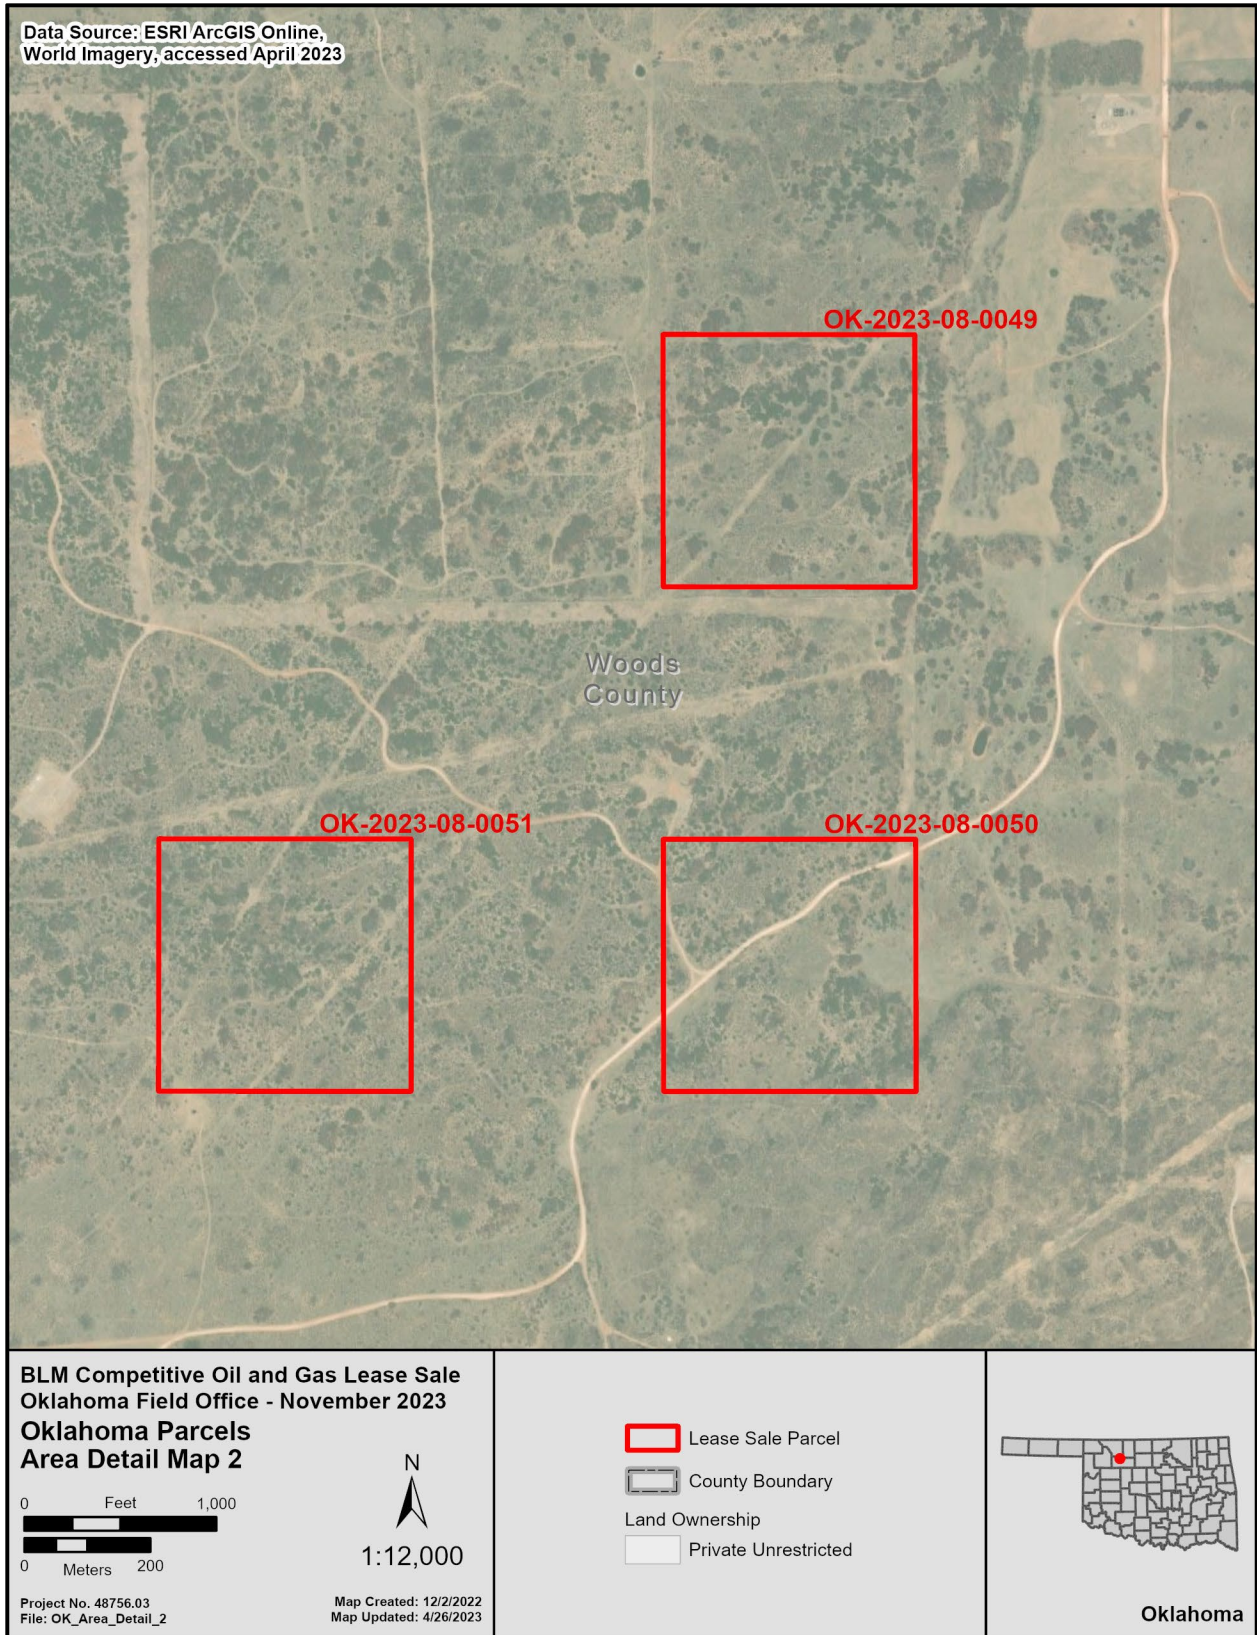 Data Source: ESRI ArcGIS Online,
World Imagery, accessed April 2023
OK-2023-08-0049
Woods
County
OK-2023-08-0051
OK-2023-08-0050
BLM Competitive Oil and Gas Lease Sale
Oklahoma Field Office - November 2023
Oklahoma Parcels
Area Detail Map 2
0 Feet 1,000
0 Meters 200
N
1:12,000
Project No. 48756.03
File: OK_Area_Detail_2
Map Created: 12/2/2022
Map Updated: 4/26/2023
Lease Sale Parcel
County Boundary
Land Ownership
Private Unrestricted
Oklahoma